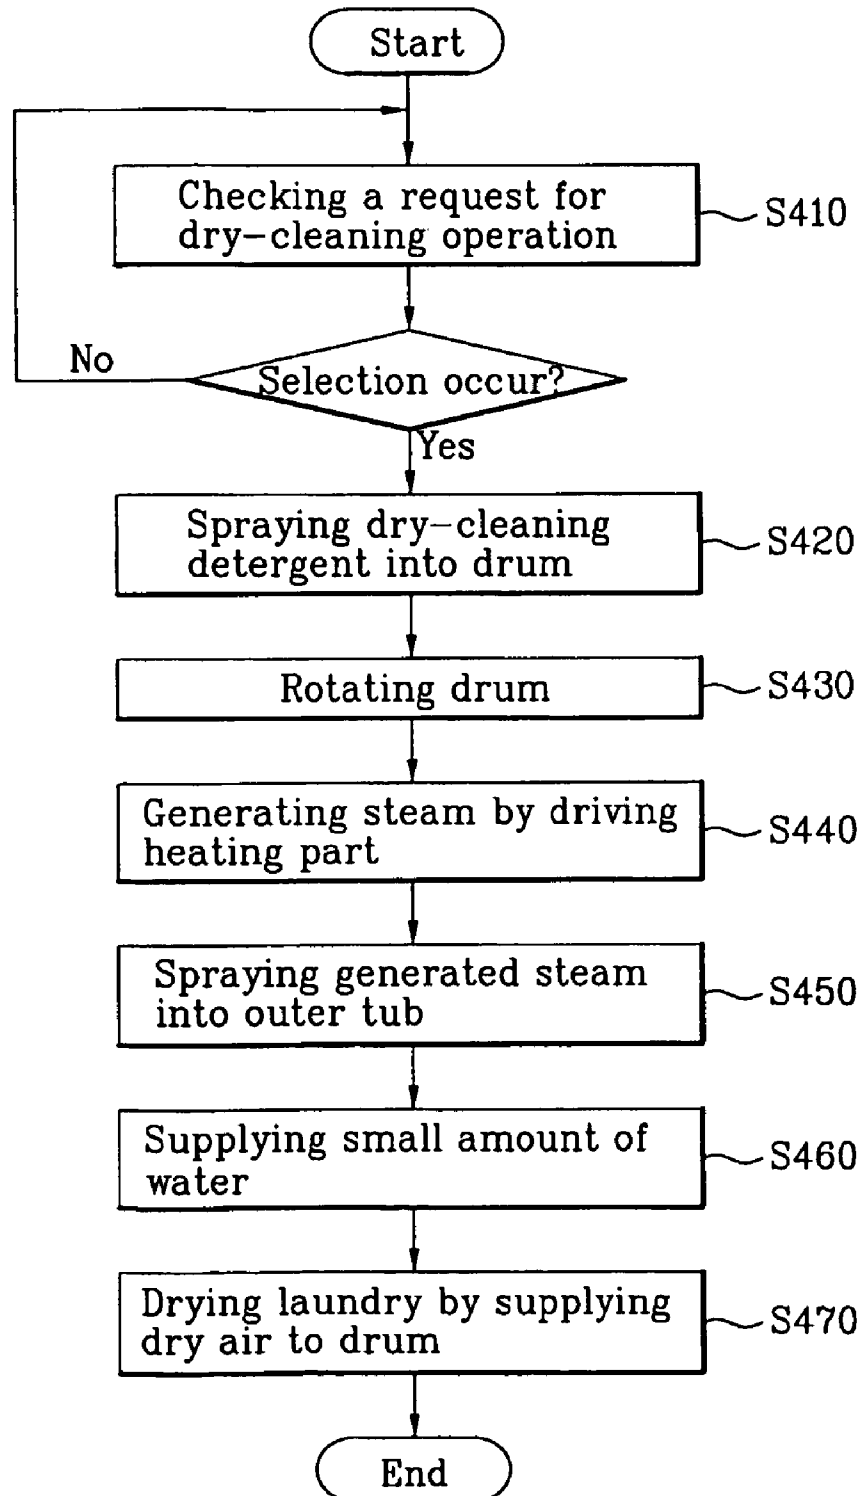 Start
Checking a request for
dry-cleaning operation
S410
No
Selection occur?
Yes
Spraying dry-cleaning
detergent into drum
S420
Rotating drum
S430
Generating steam by driving
heating part
S440
Spraying generated steam
into outer tub
S450
Supplying small amount of
water
S460
Drying laundry by supplying
dry air to drum
S470
End